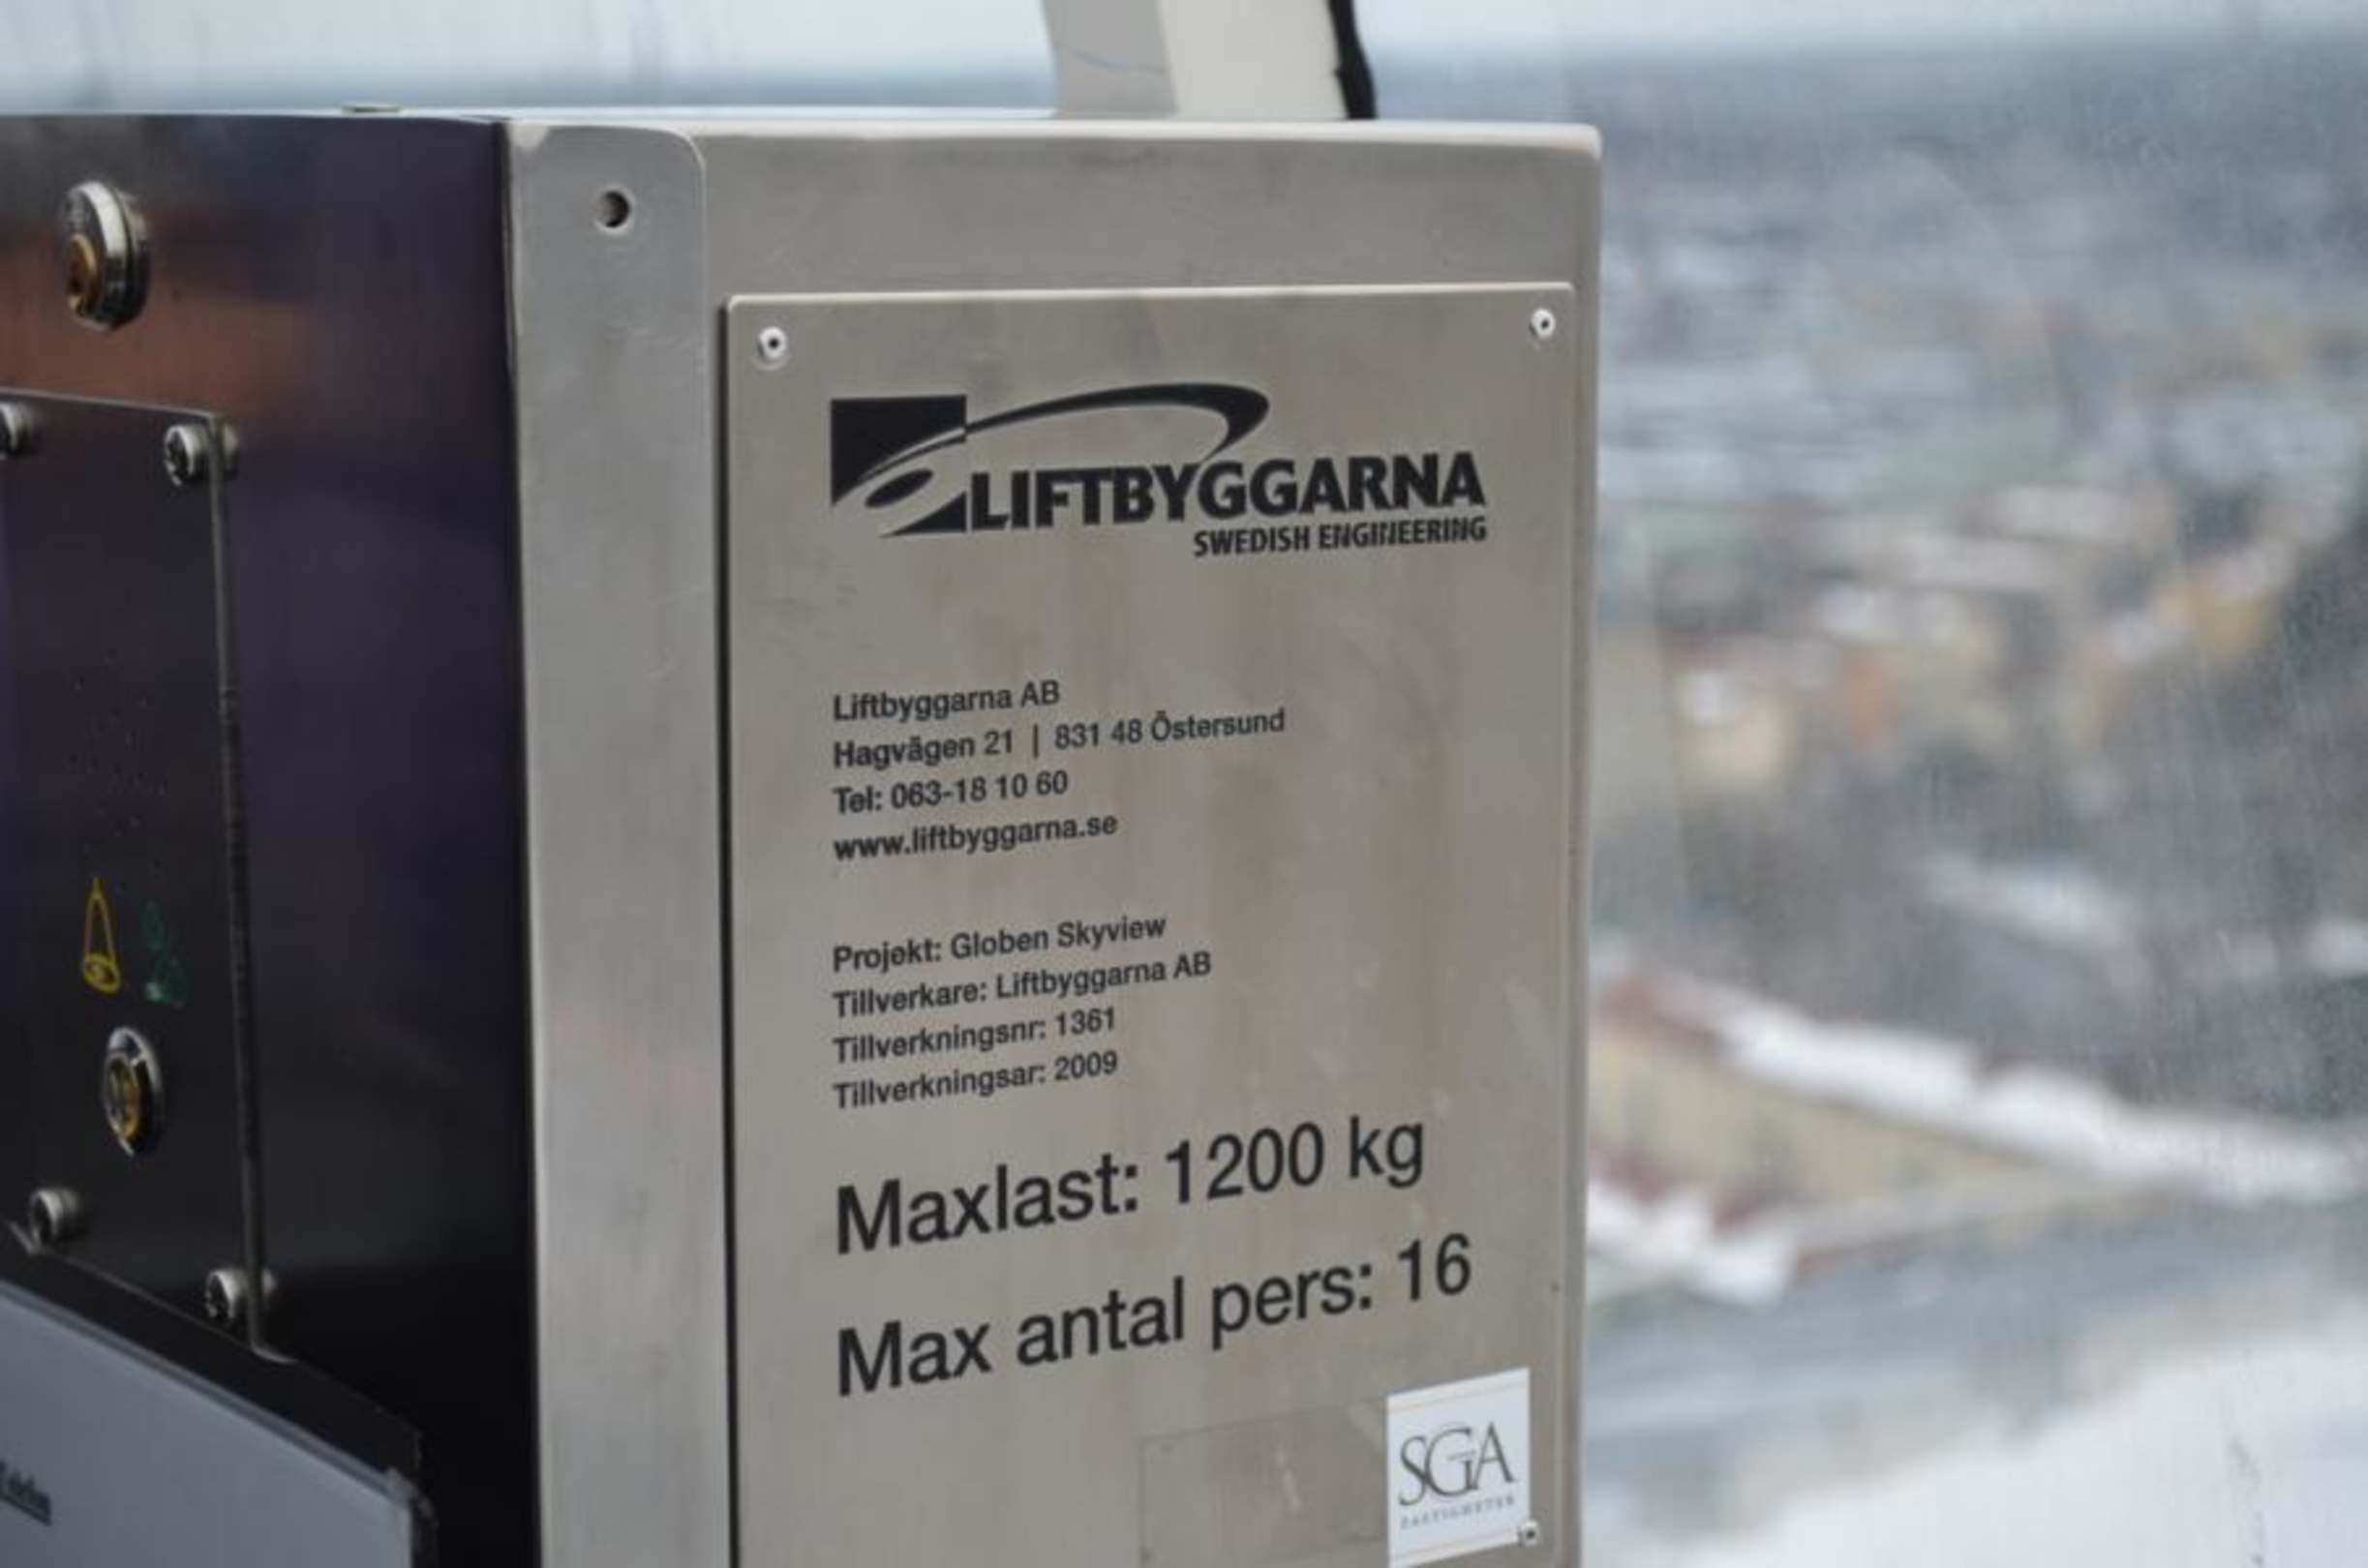 LIFTBYGGARNA
SWEDISH ENGINEERING
Liftbyggarna AB
Hagvägen 21 | 831 48 Östersund
Tel: 063-18 10 60
www.liftbyggarna.se
Projekt: Globen Skyview
Tillverkare: Liftbyggarna AB
Tillverkningsnr: 1361
Tillverkningsar: 2009
Maxlast: 1200 kg
Max antal pers: 16
SGA
FASTIGHETER